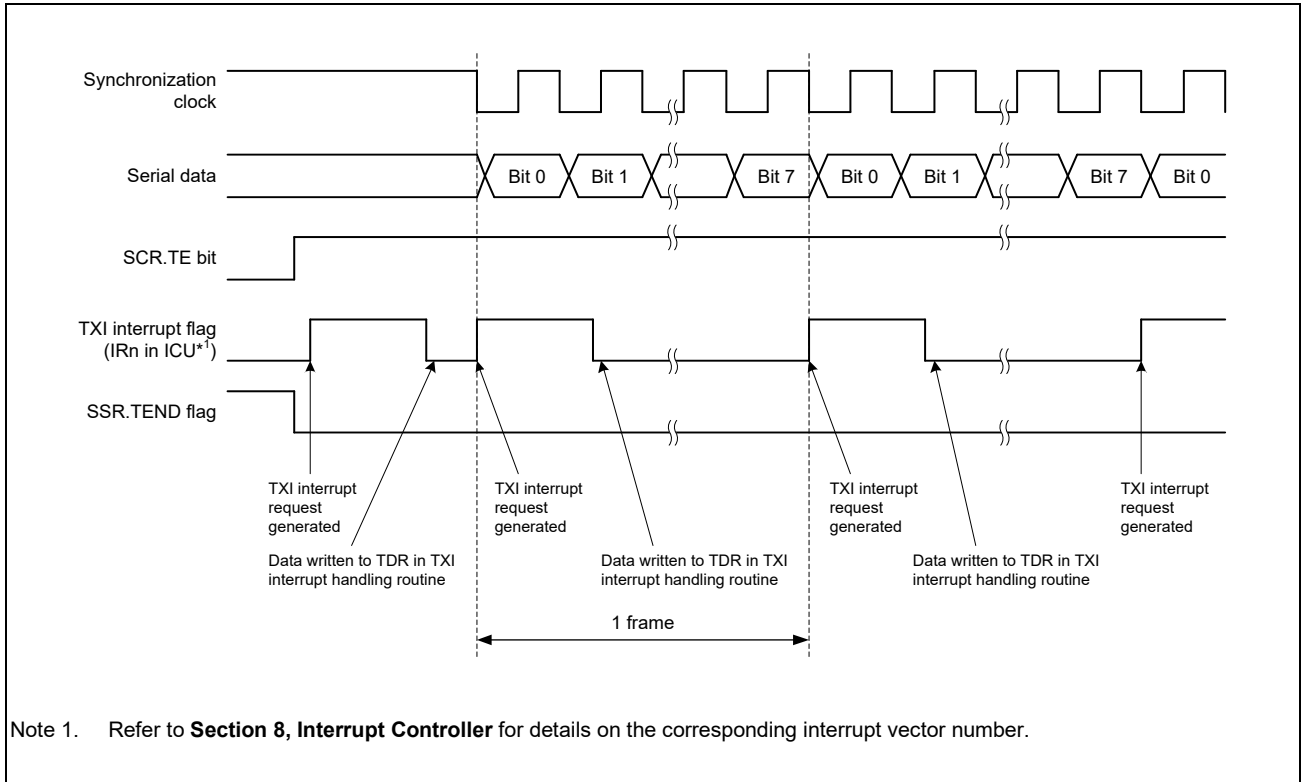 Synchronization
clock
Serial data
Bit 0 Bit 1 Bit 7 Bit 0 Bit 1 Bit 7 Bit 0
SCR.TE bit
TXI interrupt flag
(IRn in ICU*1)
SSR.TEND flag
TXI interrupt
request
generated
TXI interrupt
request
generated
TXI interrupt
request
generated
TXI interrupt
request
generated
Data written to TDR in TXI
interrupt handling routine
Data written to TDR in TXI
interrupt handling routine
Data written to TDR in TXI
interrupt handling routine
1 frame
Note 1. Refer to Section 8, Interrupt Controller for details on the corresponding interrupt vector number.